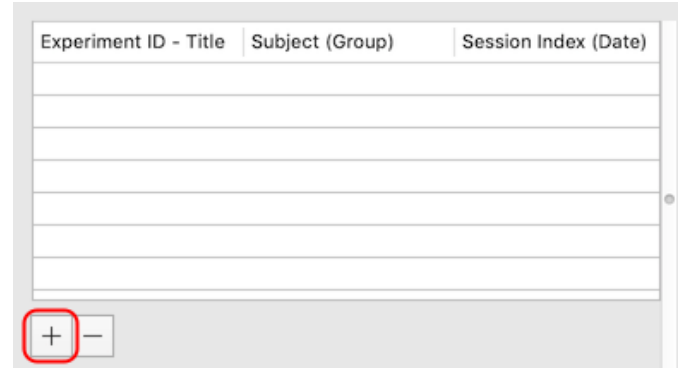 Experiment ID - Title Subject (Group) Session Index (Date)
+ −